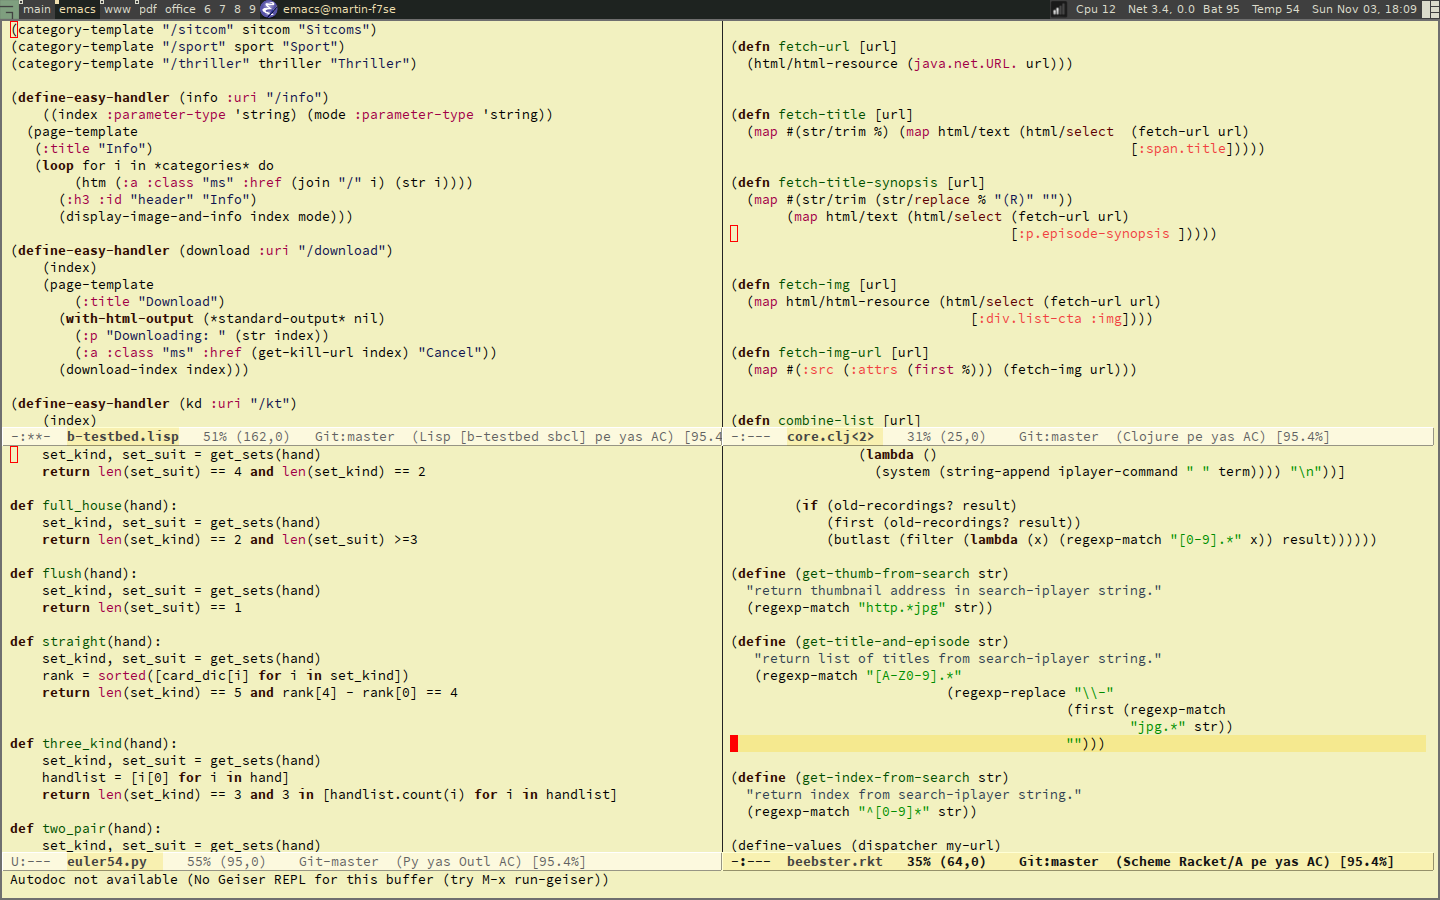 main emacs www pdf office 6 7 8 9 emacs@martin-f7se Cpu 12 Net 3.4, 0.0 Bat 95 Temp 54 Sun Nov 03, 18:09
(category-template "/sitcom" sitcom "Sitcoms")
(category-template "/sport" sport "Sport")
(category-template "/thriller" thriller "Thriller")
(define-easy-handler (info :uri "/info")
((index :parameter-type 'string) (mode :parameter-type 'string))
(page-template
(:title "Info")
(loop for i in *categories* do
(htm (:a :class "ms" :href (join "/" i) (str i))))
(:h3 :id "header" "Info")
(display-image-and-info index mode)))
(define-easy-handler (download :uri "/download")
(index)
(page-template
(:title "Download")
(with-html-output (*standard-output* nil)
(:p "Downloading: " (str index))
(:a :class "ms" :href (get-kill-url index) "Cancel"))
(download-index index)))
(define-easy-handler (kd :uri "/kt")
(index)
-:**- b-testbed.lisp 51% (162,0) Git:master (Lisp [b-testbed sbcl] pe yas AC) [95.4
(defn fetch-url [url]
(html/html-resource (java.net.URL. url)))
(defn fetch-title [url]
(map #(str/trim %) (map html/text (html/select (fetch-url url)
[:span.title]))))
(defn fetch-title-synopsis [url]
(map #(str/trim (str/replace % "(R)" ""))
(map html/text (html/select (fetch-url url)
[:p.episode-synopsis ]))))
(defn fetch-img [url]
(map html/html-resource (html/select (fetch-url url)
[:div.list-cta :img])))
(defn fetch-img-url [url]
(map #(:src (:attrs (first %))) (fetch-img url)))
(defn combine-list [url]
-:--- core.clj<2> 31% (25,0) Git:master (Clojure pe yas AC) [95.4%]
set_kind, set_suit = get_sets(hand)
return len(set_suit) == 4 and len(set_kind) == 2
def full_house(hand):
set_kind, set_suit = get_sets(hand)
return len(set_kind) == 2 and len(set_suit) >=3
def flush(hand):
set_kind, set_suit = get_sets(hand)
return len(set_suit) == 1
def straight(hand):
set_kind, set_suit = get_sets(hand)
rank = sorted([card_dic[i] for i in set_kind])
return len(set_kind) == 5 and rank[4] - rank[0] == 4
def three_kind(hand):
set_kind, set_suit = get_sets(hand)
handlist = [i[0] for i in hand]
return len(set_kind) == 3 and 3 in [handlist.count(i) for i in handlist]
def two_pair(hand):
set_kind, set_suit = get_sets(hand)
U:--- euler54.py 55% (95,0) Git-master (Py yas Outl AC) [95.4%]
(lambda ()
(system (string-append iplayer-command " " term)))) "\n"))]
(if (old-recordings? result)
(first (old-recordings? result))
(butlast (filter (lambda (x) (regexp-match "[0-9].*" x)) result))))))
(define (get-thumb-from-search str)
"return thumbnail address in search-iplayer string."
(regexp-match "http.*jpg" str))
(define (get-title-and-episode str)
"return list of titles from search-iplayer string."
(regexp-match "[A-Z0-9].*"
(regexp-replace "\\-"
(first (regexp-match
"jpg.*" str))
"")))
(define (get-index-from-search str)
"return index from search-iplayer string."
(regexp-match "^[0-9]*" str))
(define-values (dispatcher my-url)
-:--- beebster.rkt 35% (64,0) Git:master (Scheme Racket/A pe yas AC) [95.4%]
Autodoc not available (No Geiser REPL for this buffer (try M-x run-geiser))